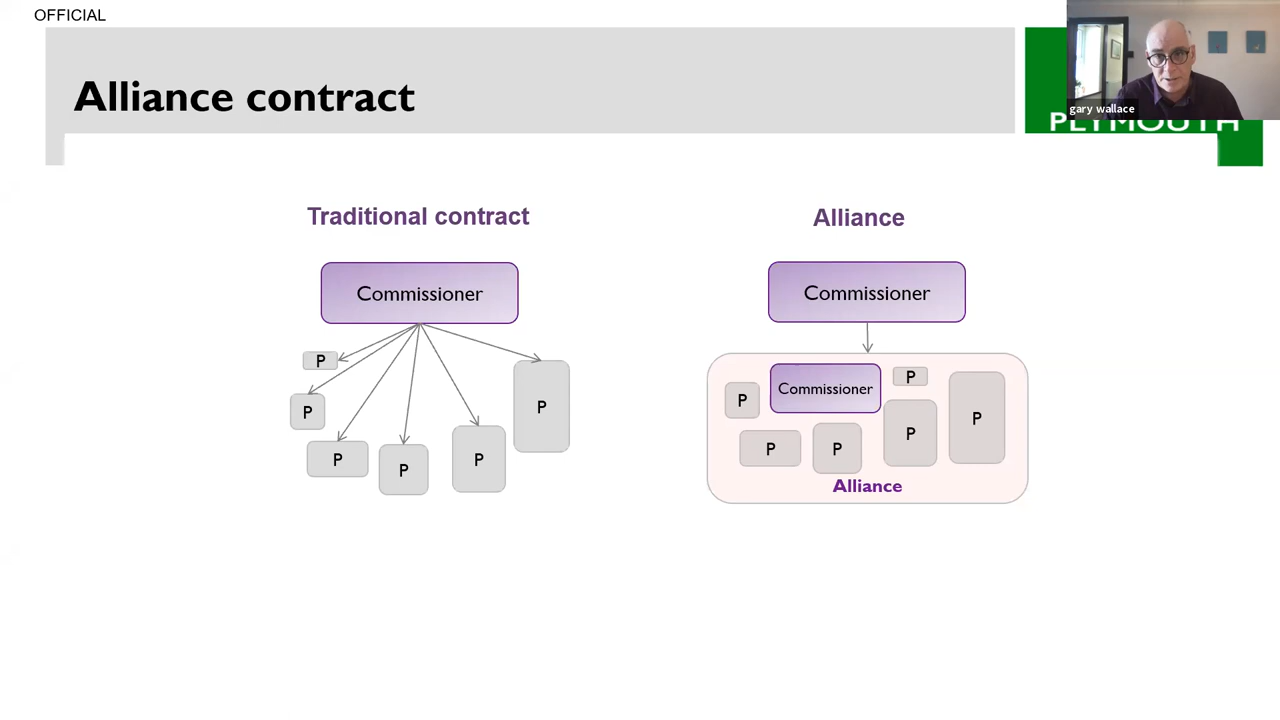 OFFICIAL
Alliance contract
gary wallace
PLYMOUTH
Traditional contract
Commissioner
P
P
P
P
P
P
Alliance
Commissioner
Commissioner
P
P
P
P
P
P
Alliance